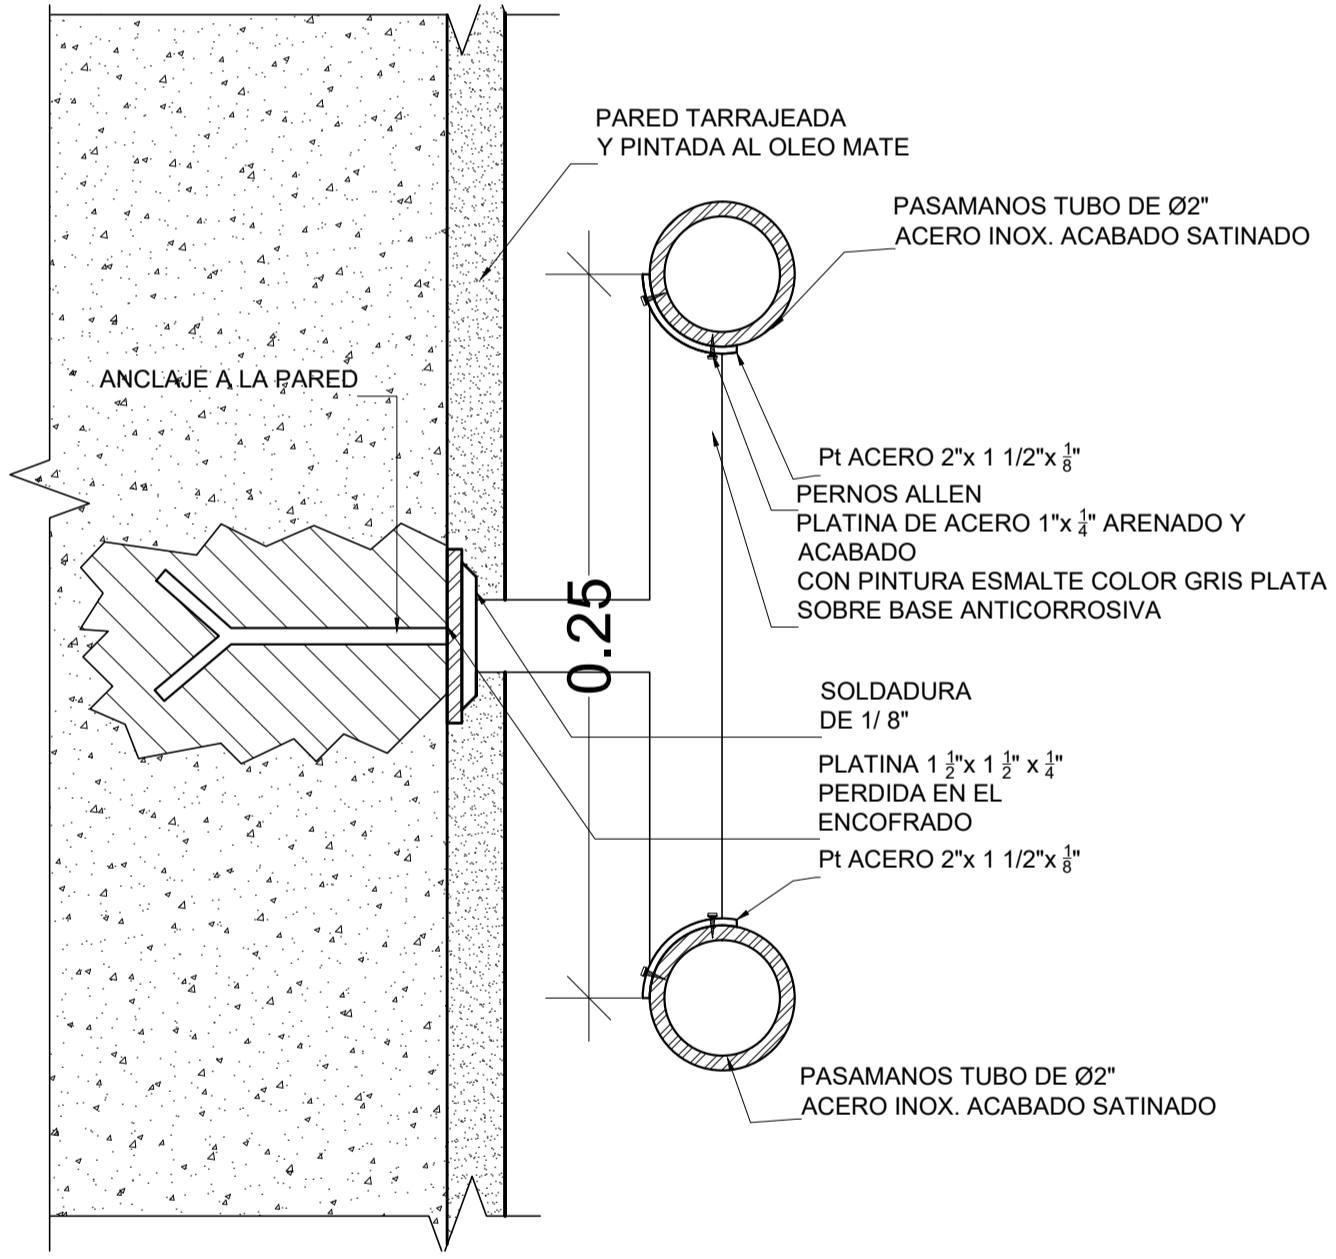 PARED TARRAJEADA
Y PINTADA AL OLEO MATE
PASAMANOS TUBO DE Ø2"
ACERO INOX. ACABADO SATINADO
ANCLAJE A LA PARED
Pt ACERO 2"x 1 1/2"x 1/8"
PERNOS ALLEN
PLATINA DE ACERO 1"x 1/4" ARENADO Y
ACABADO
CON PINTURA ESMALTE COLOR GRIS PLATA
SOBRE BASE ANTICORROSIVA
0.25
SOLDADURA
DE 1/ 8"
PLATINA 1 1/2"x 1 1/2" x 1/4"
PERDIDA EN EL
ENCOFRADO
Pt ACERO 2"x 1 1/2"x 1/8"
PASAMANOS TUBO DE Ø2"
ACERO INOX. ACABADO SATINADO